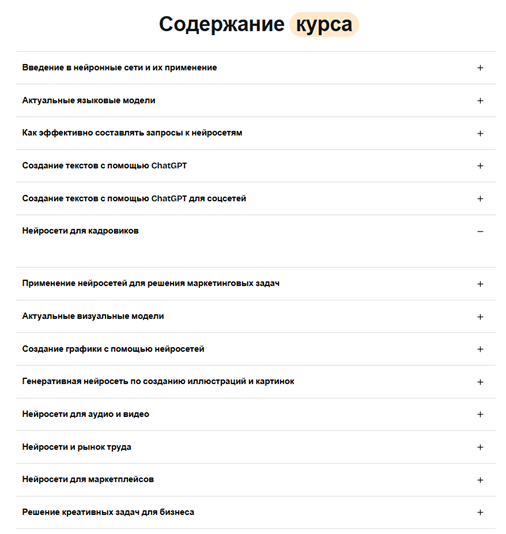 Содержание курса
Введение в нейронные сети и их применение
Актуальные языковые модели
Как эффективно составлять запросы к нейросетям
Создание текстов с помощью ChatGPT
Создание текстов с помощью ChatGPT для соцсетей
Нейросети для кадровиков
Применение нейросетей для решения маркетинговых задач
Актуальные визуальные модели
Создание графики с помощью нейросетей
Генеративная нейросеть по созданию иллюстраций и картинок
Нейросети для аудио и видео
Нейросети и рынок труда
Нейросети для маркетплейсов
Решение креативных задач для бизнеса